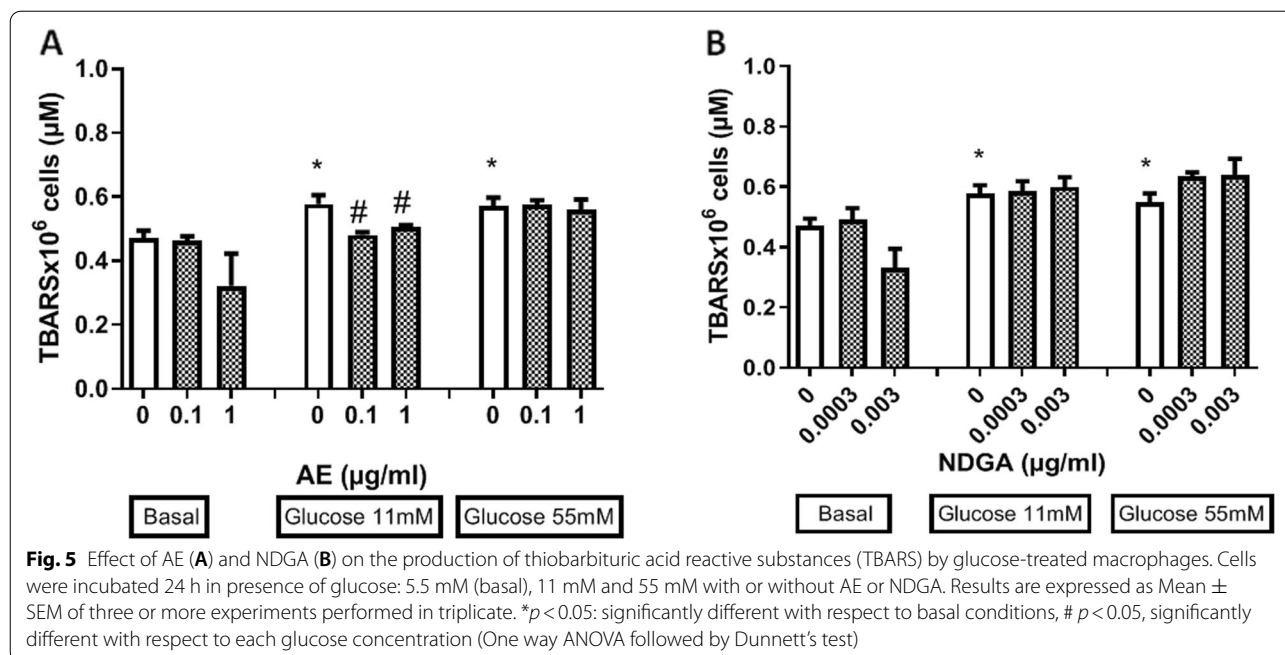 A
TBARSx10⁶ cells (µM)
1.0
0.8
0.6
0.4
0.2
0.0
*
#
#
*
0 0.1 1 0 0.1 1 0 0.1 1
AE (µg/ml)
Basal Glucose 11mM Glucose 55mM
B
TBARSx10⁶ cells (µM)
1.0
0.8
0.6
0.4
0.2
0.0
*
*
0 0.0003 0.003 0 0.0003 0.003 0 0.0003 0.003
NDGA (µg/ml)
Basal Glucose 11mM Glucose 55mM
Fig. 5 Effect of AE (A) and NDGA (B) on the production of thiobarbituric acid reactive substances (TBARS) by glucose-treated macrophages. Cells
were incubated 24 h in presence of glucose: 5.5 mM (basal), 11 mM and 55 mM with or without AE or NDGA. Results are expressed as Mean ±
SEM of three or more experiments performed in triplicate. *p < 0.05: significantly different with respect to basal conditions, # p < 0.05, significantly
different with respect to each glucose concentration (One way ANOVA followed by Dunnett’s test)